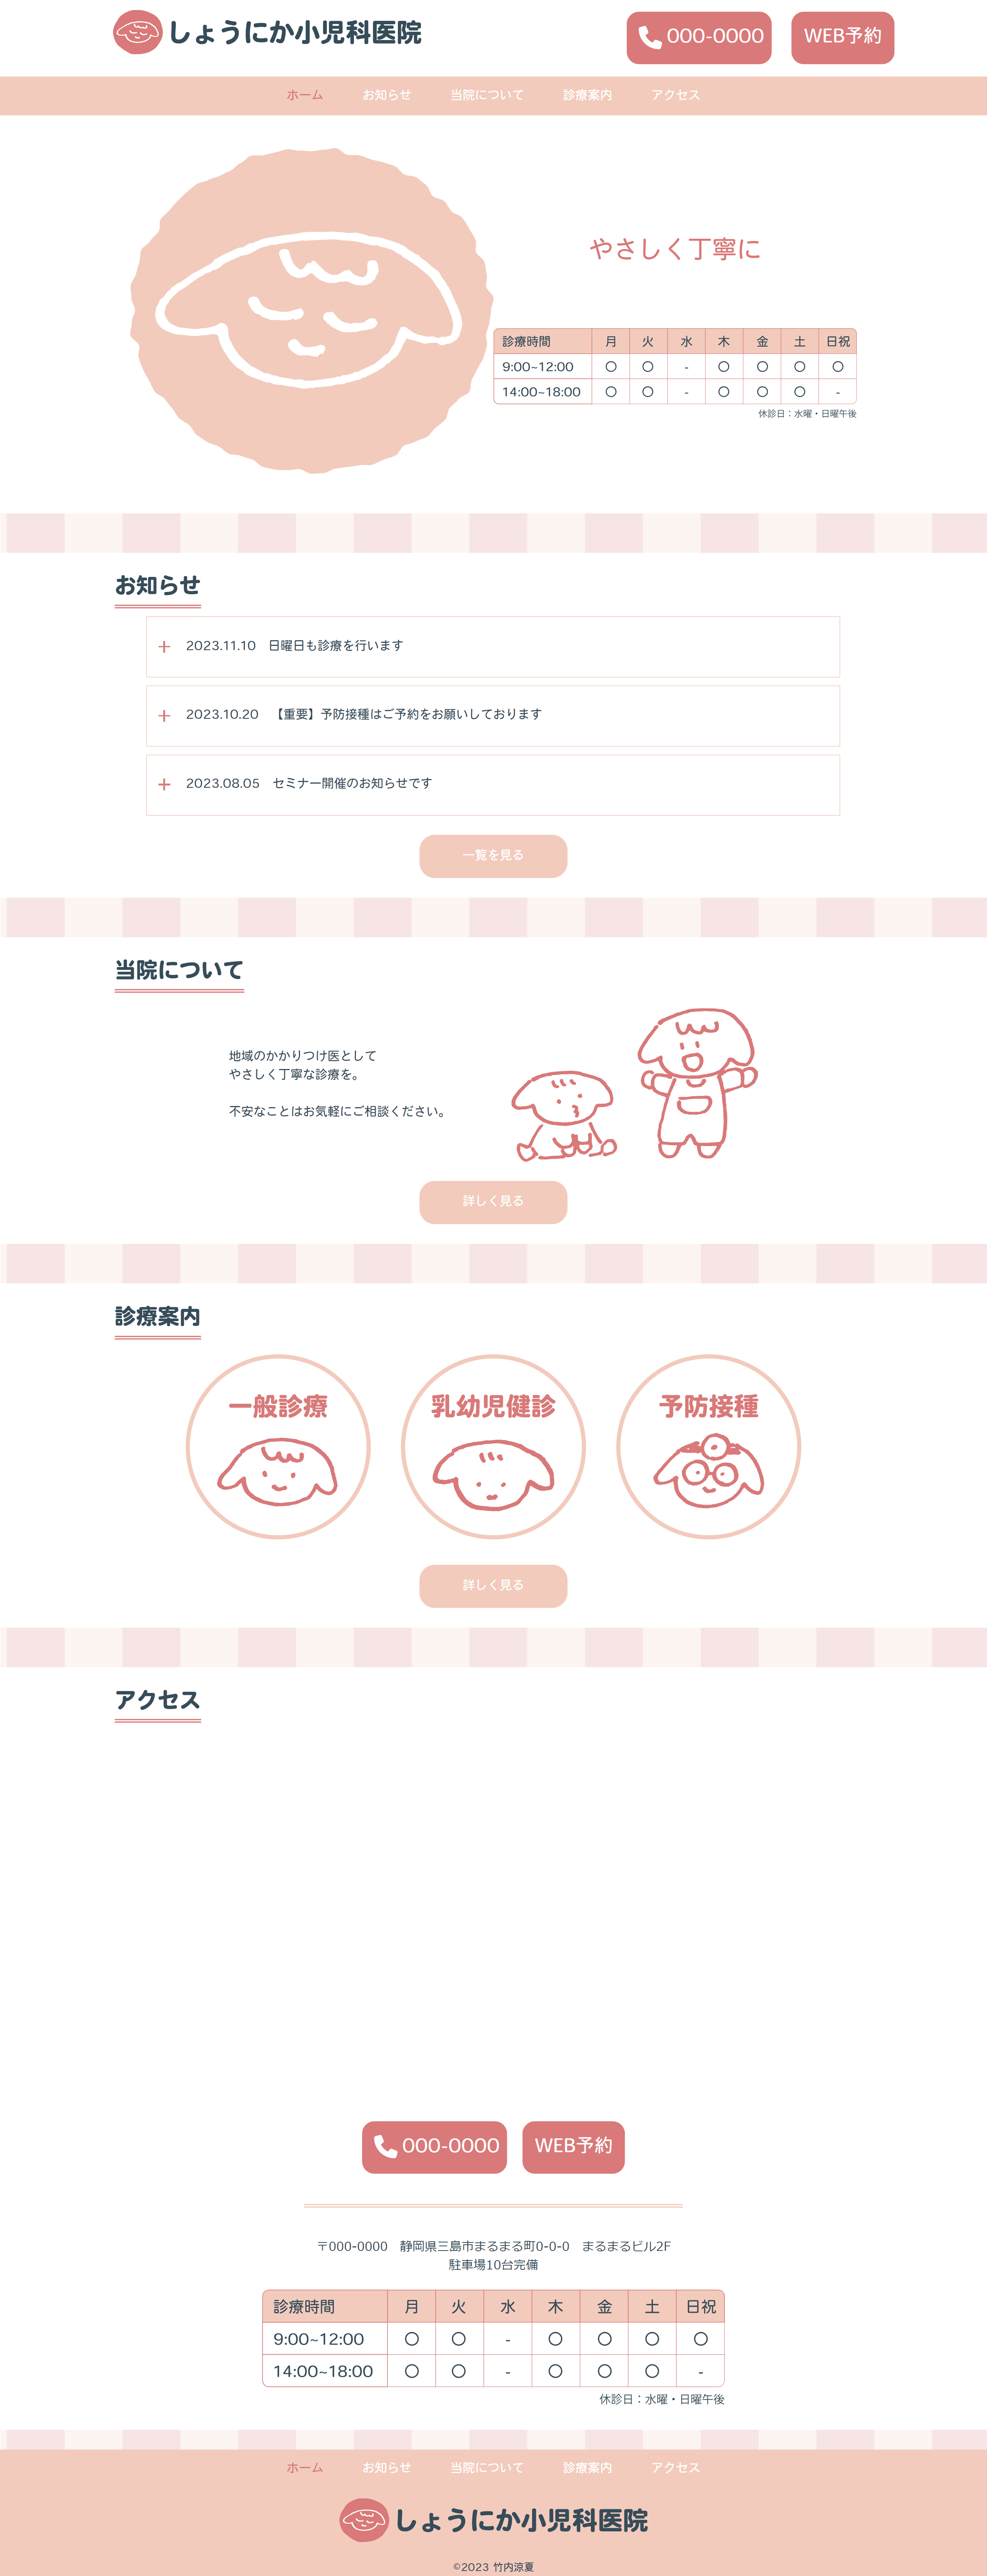 しょうにか小児科医院
000-0000
WEB予約
ホーム お知らせ 当院について 診療案内 アクセス
やさしく丁寧に
診療時間 月 火 水 木 金 土 日祝
9:00~12:00 〇 〇 - 〇 〇 〇 〇
14:00~18:00 〇 〇 - 〇 〇 〇 -
休診日：水曜・日曜午後
お知らせ
+ 2023.11.10　日曜日も診療を行います
+ 2023.10.20　【重要】予防接種はご予約をお願いしております
+ 2023.08.05　セミナー開催のお知らせです
一覧を見る
当院について
地域のかかりつけ医として
やさしく丁寧な診療を。
不安なことはお気軽にご相談ください。
詳しく見る
診療案内
一般診療 乳幼児健診 予防接種
詳しく見る
アクセス
000-0000
WEB予約
〒000-0000　静岡県三島市まるまる町0-0-0　まるまるビル2F
駐車場10台完備
診療時間 月 火 水 木 金 土 日祝
9:00~12:00 〇 〇 - 〇 〇 〇 〇
14:00~18:00 〇 〇 - 〇 〇 〇 -
休診日：水曜・日曜午後
ホーム お知らせ 当院について 診療案内 アクセス
しょうにか小児科医院
©2023 竹内涼夏